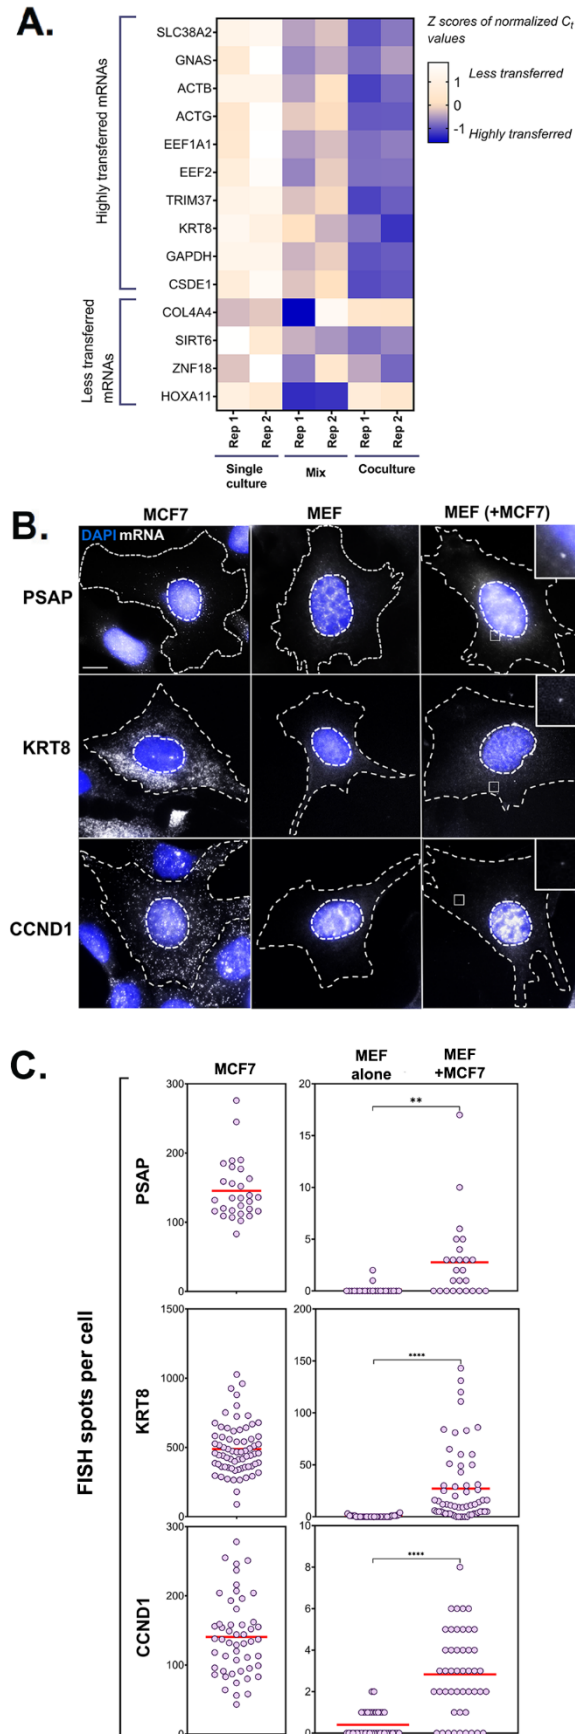 A.
Z scores of normalized Ct
values
Less transferred
1
0
-1
Highly transferred
Highly transferred mRNAs
SLC38A2
GNAS
ACTB
ACTG
EEF1A1
EEF2
TRIM37
KRT8
GAPDH
CSDE1
Less transferred
mRNAs
COL4A4
SIRT6
ZNF18
HOXA11
Rep 1
Rep 2
Rep 1
Rep 2
Rep 1
Rep 2
Single
culture
Mix
Coculture
B.
MCF7
MEF
MEF (+MCF7)
DAPI mRNA
PSAP
KRT8
CCND1
C.
MCF7
MEF
alone
MEF
+MCF7
FISH spots per cell
PSAP
300
200
100
0
20
15
10
5
0
**
KRT8
1500
1000
500
0
200
150
100
50
0
****
CCND1
300
200
100
0
10
8
6
4
2
0
****